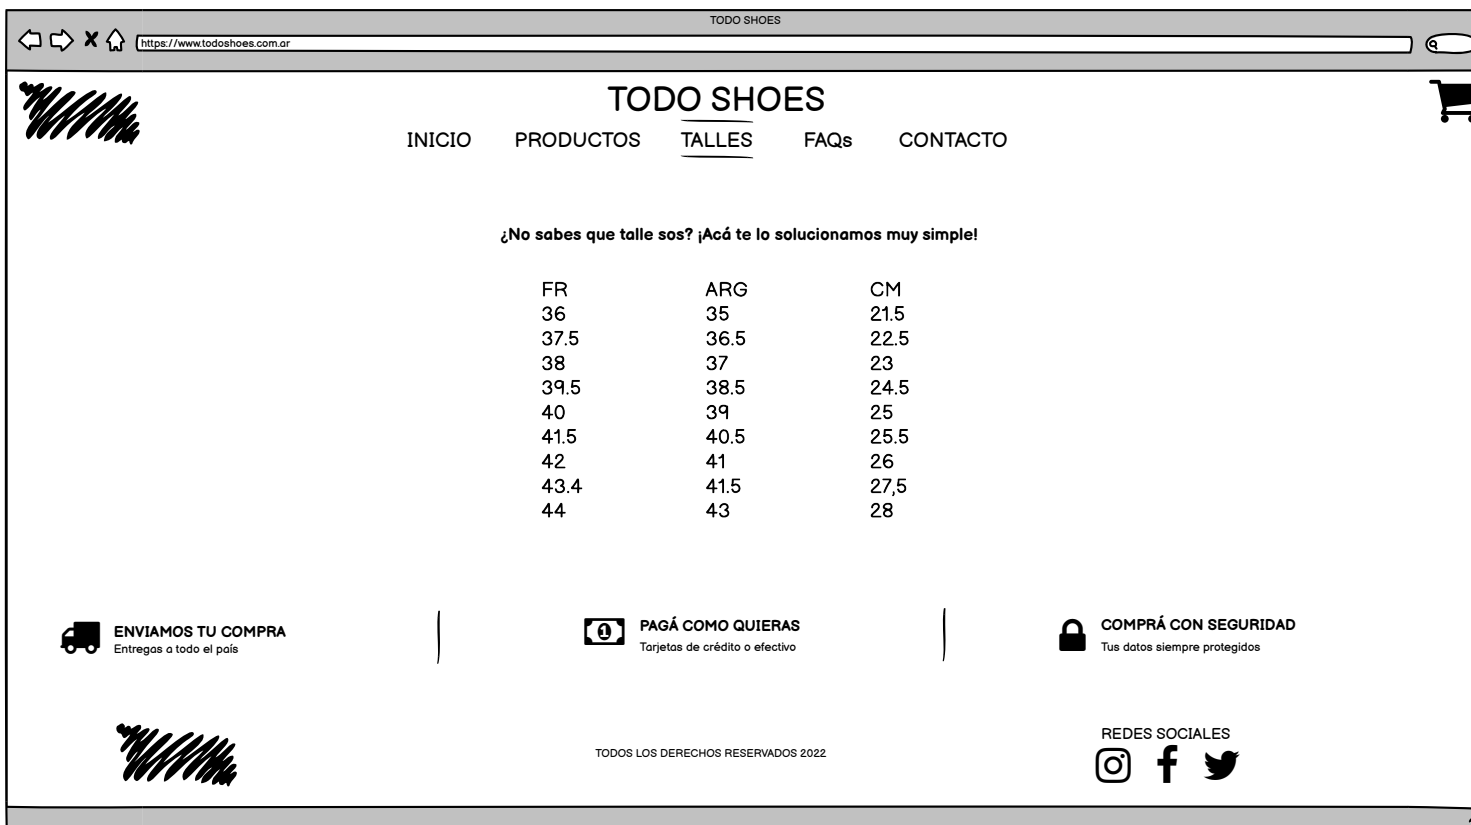 TODO SHOES
https://www.todoshoes.com.ar
TODO SHOES
INICIO PRODUCTOS TALLES FAQs CONTACTO
¿No sabes que talle sos? ¡Acá te lo solucionamos muy simple!
FR ARG CM
36 35 21.5
37.5 36.5 22.5
38 37 23
39.5 38.5 24.5
40 39 25
41.5 40.5 25.5
42 41 26
43.4 41.5 27,5
44 43 28
ENVIAMOS TU COMPRA
Entregas a todo el país
PAGÁ COMO QUIERAS
Tarjetas de crédito o efectivo
COMPRÁ CON SEGURIDAD
Tus datos siempre protegidos
TODOS LOS DERECHOS RESERVADOS 2022
REDES SOCIALES